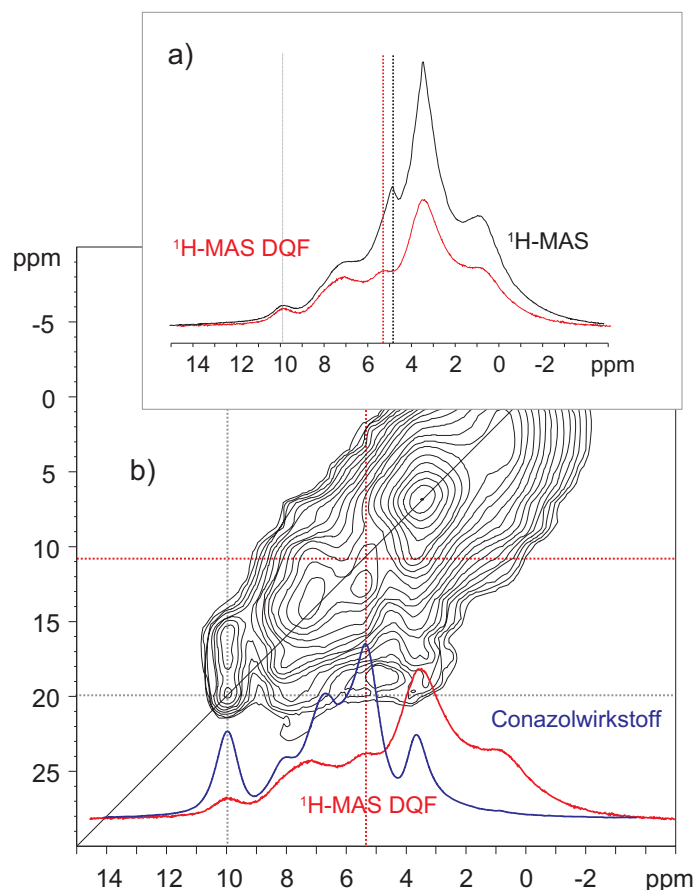 a)
¹H-MAS DQF
¹H-MAS
14 12 10 8 6 4 2 0 -2 ppm
ppm
-5
0
5
10
15
20
25
b)
Conazolwirkstoff
¹H-MAS DQF
14 12 10 8 6 4 2 0 -2 ppm